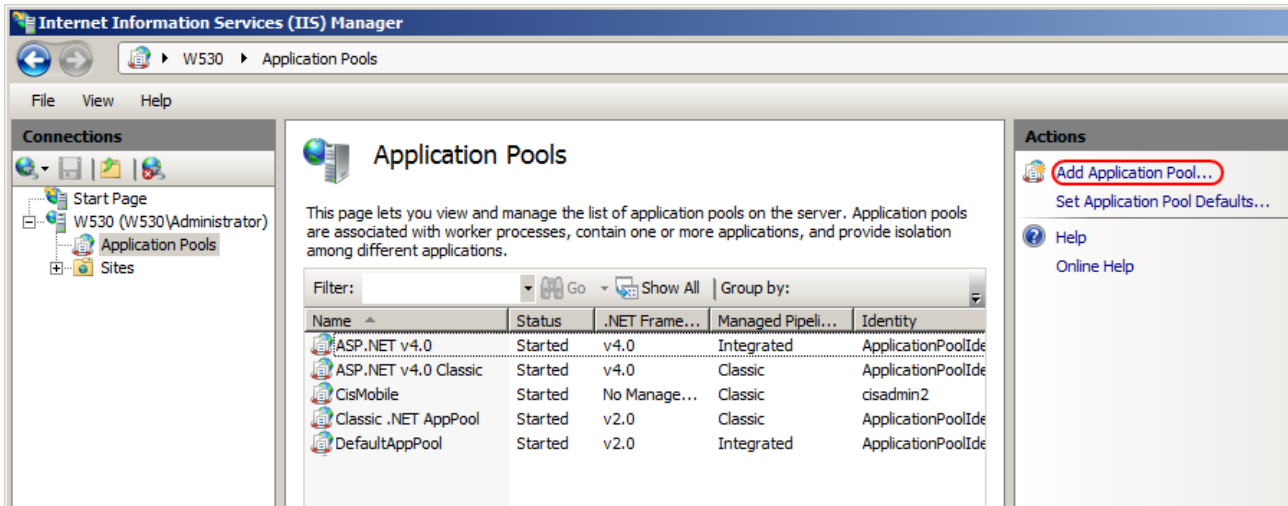 Internet Information Services (IIS) Manager
W530 Application Pools
File View Help
Connections
Start Page
W530 (W530\Administrator)
Application Pools
Sites
Application Pools
This page lets you view and manage the list of application pools on the server. Application pools
are associated with worker processes, contain one or more applications, and provide isolation
among different applications.
Filter: Go Show All Group by:
Name Status .NET Frame... Managed Pipeli... Identity
ASP.NET v4.0 Started v4.0 Integrated ApplicationPoolIde
ASP.NET v4.0 Classic Started v4.0 Classic ApplicationPoolIde
CisMobile Started No Manage... Classic cisadmin2
Classic .NET AppPool Started v2.0 Classic ApplicationPoolIde
DefaultAppPool Started v2.0 Integrated ApplicationPoolIde
Actions
Add Application Pool...
Set Application Pool Defaults...
Help
Online Help